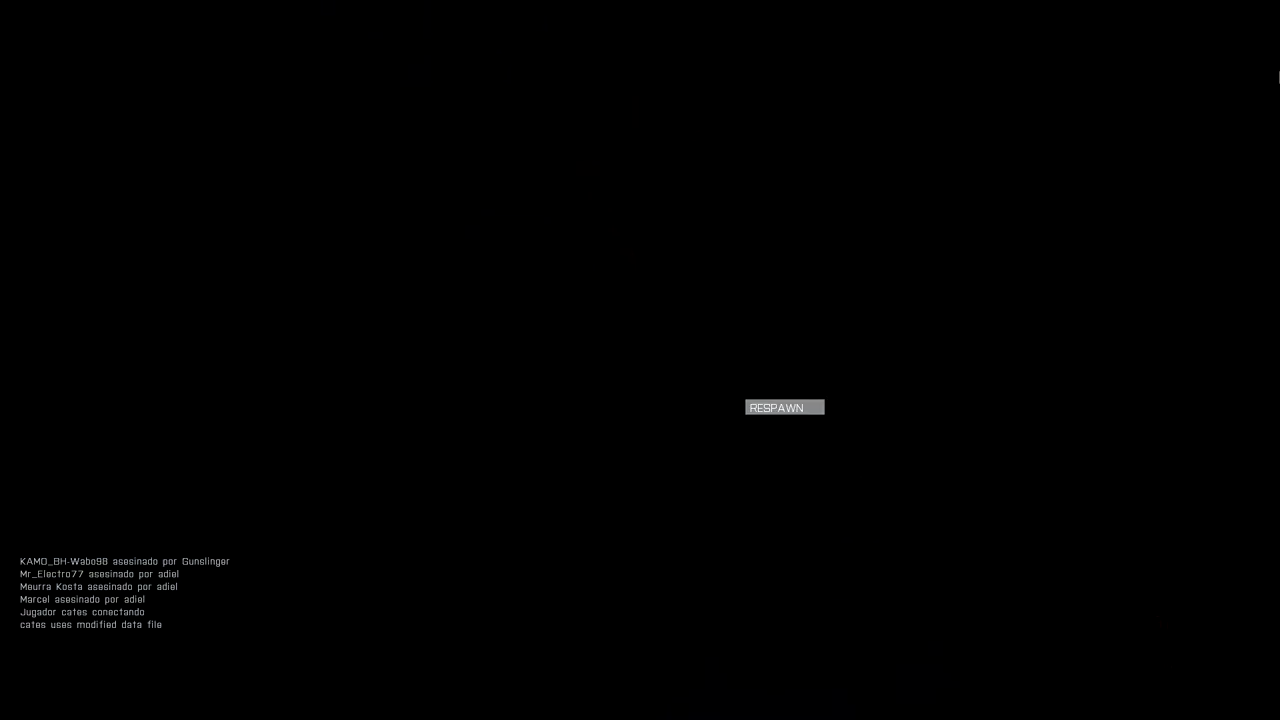 RESPAWN
KAMO_BH-Wabo98 asesinado por Gunslinger
Mr_Electro77 asesinado por adiel
Meurra Kosta asesinado por adiel
Marcel asesinado por adiel
Jugador cates conectando
cates uses modified data file